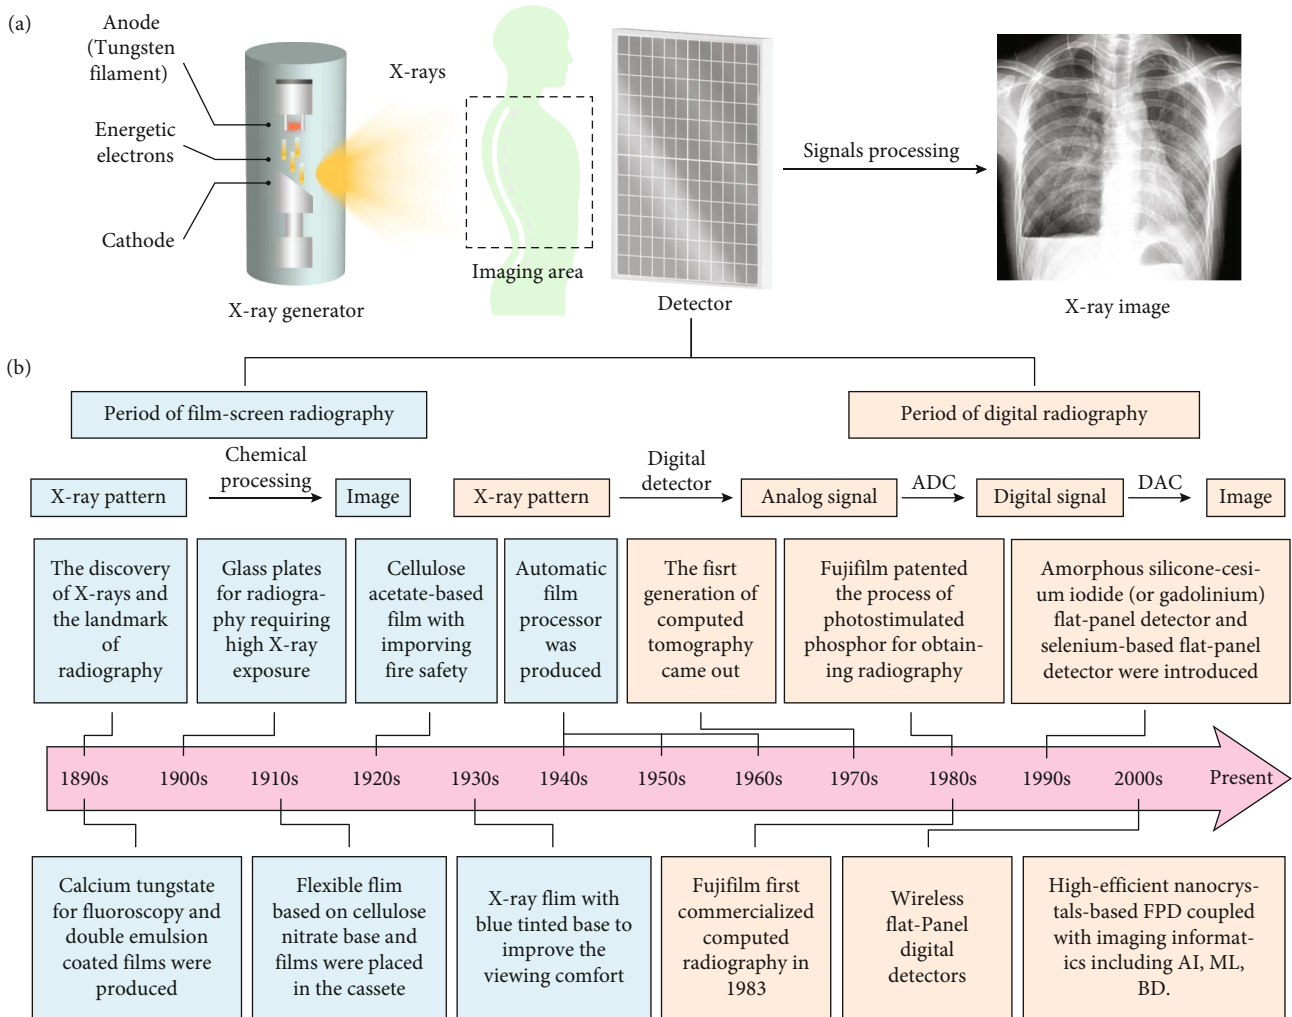 (a)
Anode
(Tungsten
filament)
Energetic
electrons
Cathode
X-ray generator
X-rays
Imaging area
Detector
Signals processing
X-ray image
(b)
Period of film-screen radiography
Period of digital radiography
X-ray pattern
Chemical
processing
Image
X-ray pattern
Digital
detector
Analog signal
ADC
Digital signal
DAC
Image
The discovery
of X-rays and
the landmark
of
radiography
Glass plates
for radiogra-
phy requiring
high X-ray
exposure
Cellulose
acetate-based
film with
imporving
fire safety
Automatic
film
processor
was
produced
The fisrt
generation of
computed
tomography
came out
Fujifilm patented
the process of
photostimulated
phosphor for obtain-
ing radiography
Amorphous silicone-cesi-
um iodide (or gadolinium)
flat-panel detector and
selenium-based flat-panel
detector were introduced
1890s
1900s
1910s
1920s
1930s
1940s
1950s
1960s
1970s
1980s
1990s
2000s
Present
Calcium tungstate
for fluoroscopy and
double emulsion
coated films were
produced
Flexible flim
based on cellulose
nitrate base and
films were placed
in the cassete
X-ray flim with
blue tinted base to
improve the
viewing comfort
Fujifilm first
commercialized
computed
radiography in
1983
Wireless
flat-Panel
digital
detectors
High-efficient nanocrys-
tals-based FPD coupled
with imaging informat-
ics including AI, ML,
BD.